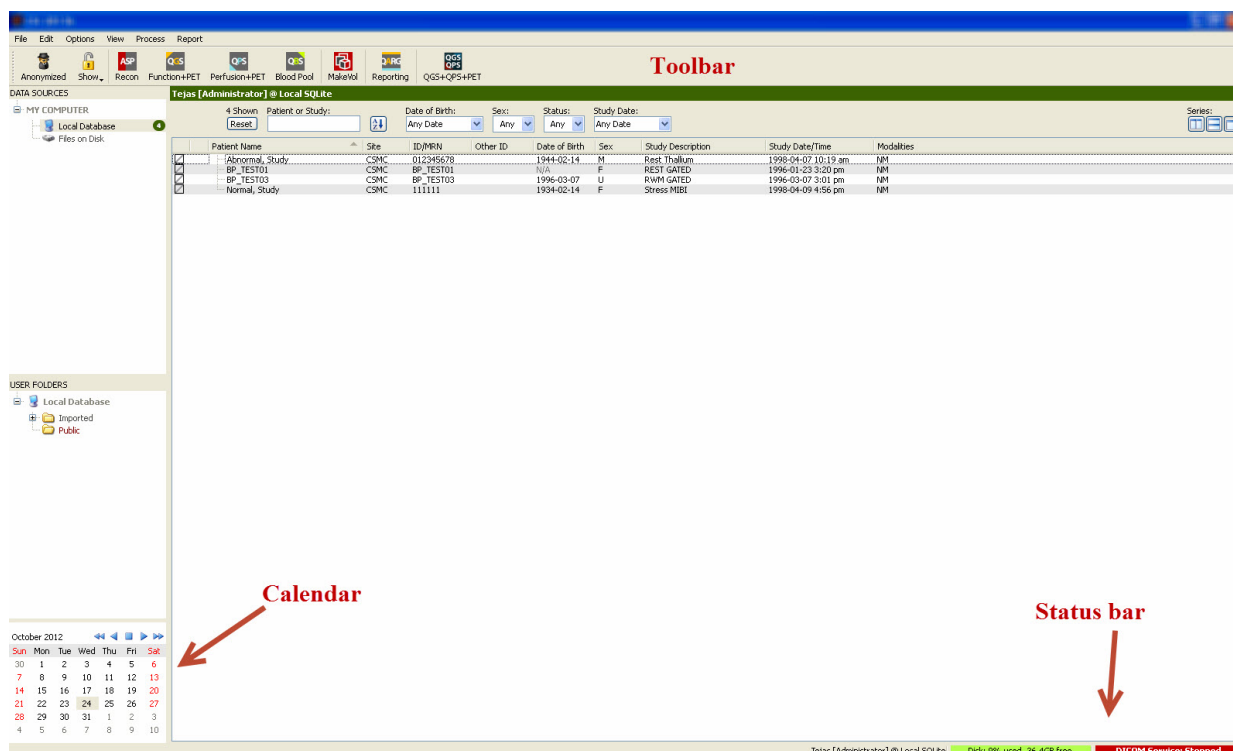 File Edit Options View Process Report
ASP QGS QPS QBS QARG QGS QPS
Anonymized Show Recon Function+PET Perfusion+PET Blood Pool MakeVol Reporting QGS+QPS+PET
Toolbar
DATA SOURCES
MY COMPUTER
Local Database 4
Files on Disk
Tejas [Administrator] @ Local SQLite
4 Shown Patient or Study: Date of Birth: Sex: Status: Study Date: Series:
Reset Any Date Any Any Any Date
Patient Name Site ID/MRN Other ID Date of Birth Sex Study Description Study Date/Time Modalities
Abnormal, Study CSMC 012345678 1944-02-14 M Rest Thallium 1998-04-07 10:19 am NM
BP_TEST01 CSMC BP_TEST01 N/A F REST GATED 1996-01-23 3:20 pm NM
BP_TEST03 CSMC BP_TEST03 1996-03-07 U RWM GATED 1996-03-07 3:01 pm NM
Normal, Study CSMC 111111 1934-02-14 F Stress MIBI 1998-04-09 4:56 pm NM
USER FOLDERS
Local Database
Imported
Public
Calendar
Status bar
October 2012
Sun Mon Tue Wed Thu Fri Sat
30 1 2 3 4 5 6
7 8 9 10 11 12 13
14 15 16 17 18 19 20
21 22 23 24 25 26 27
28 29 30 31 1 2 3
4 5 6 7 8 9 10
Tejas [Administrator] @ Local SQLite Disk: 9% used, 36.4GB free DICOM Service: Stopped